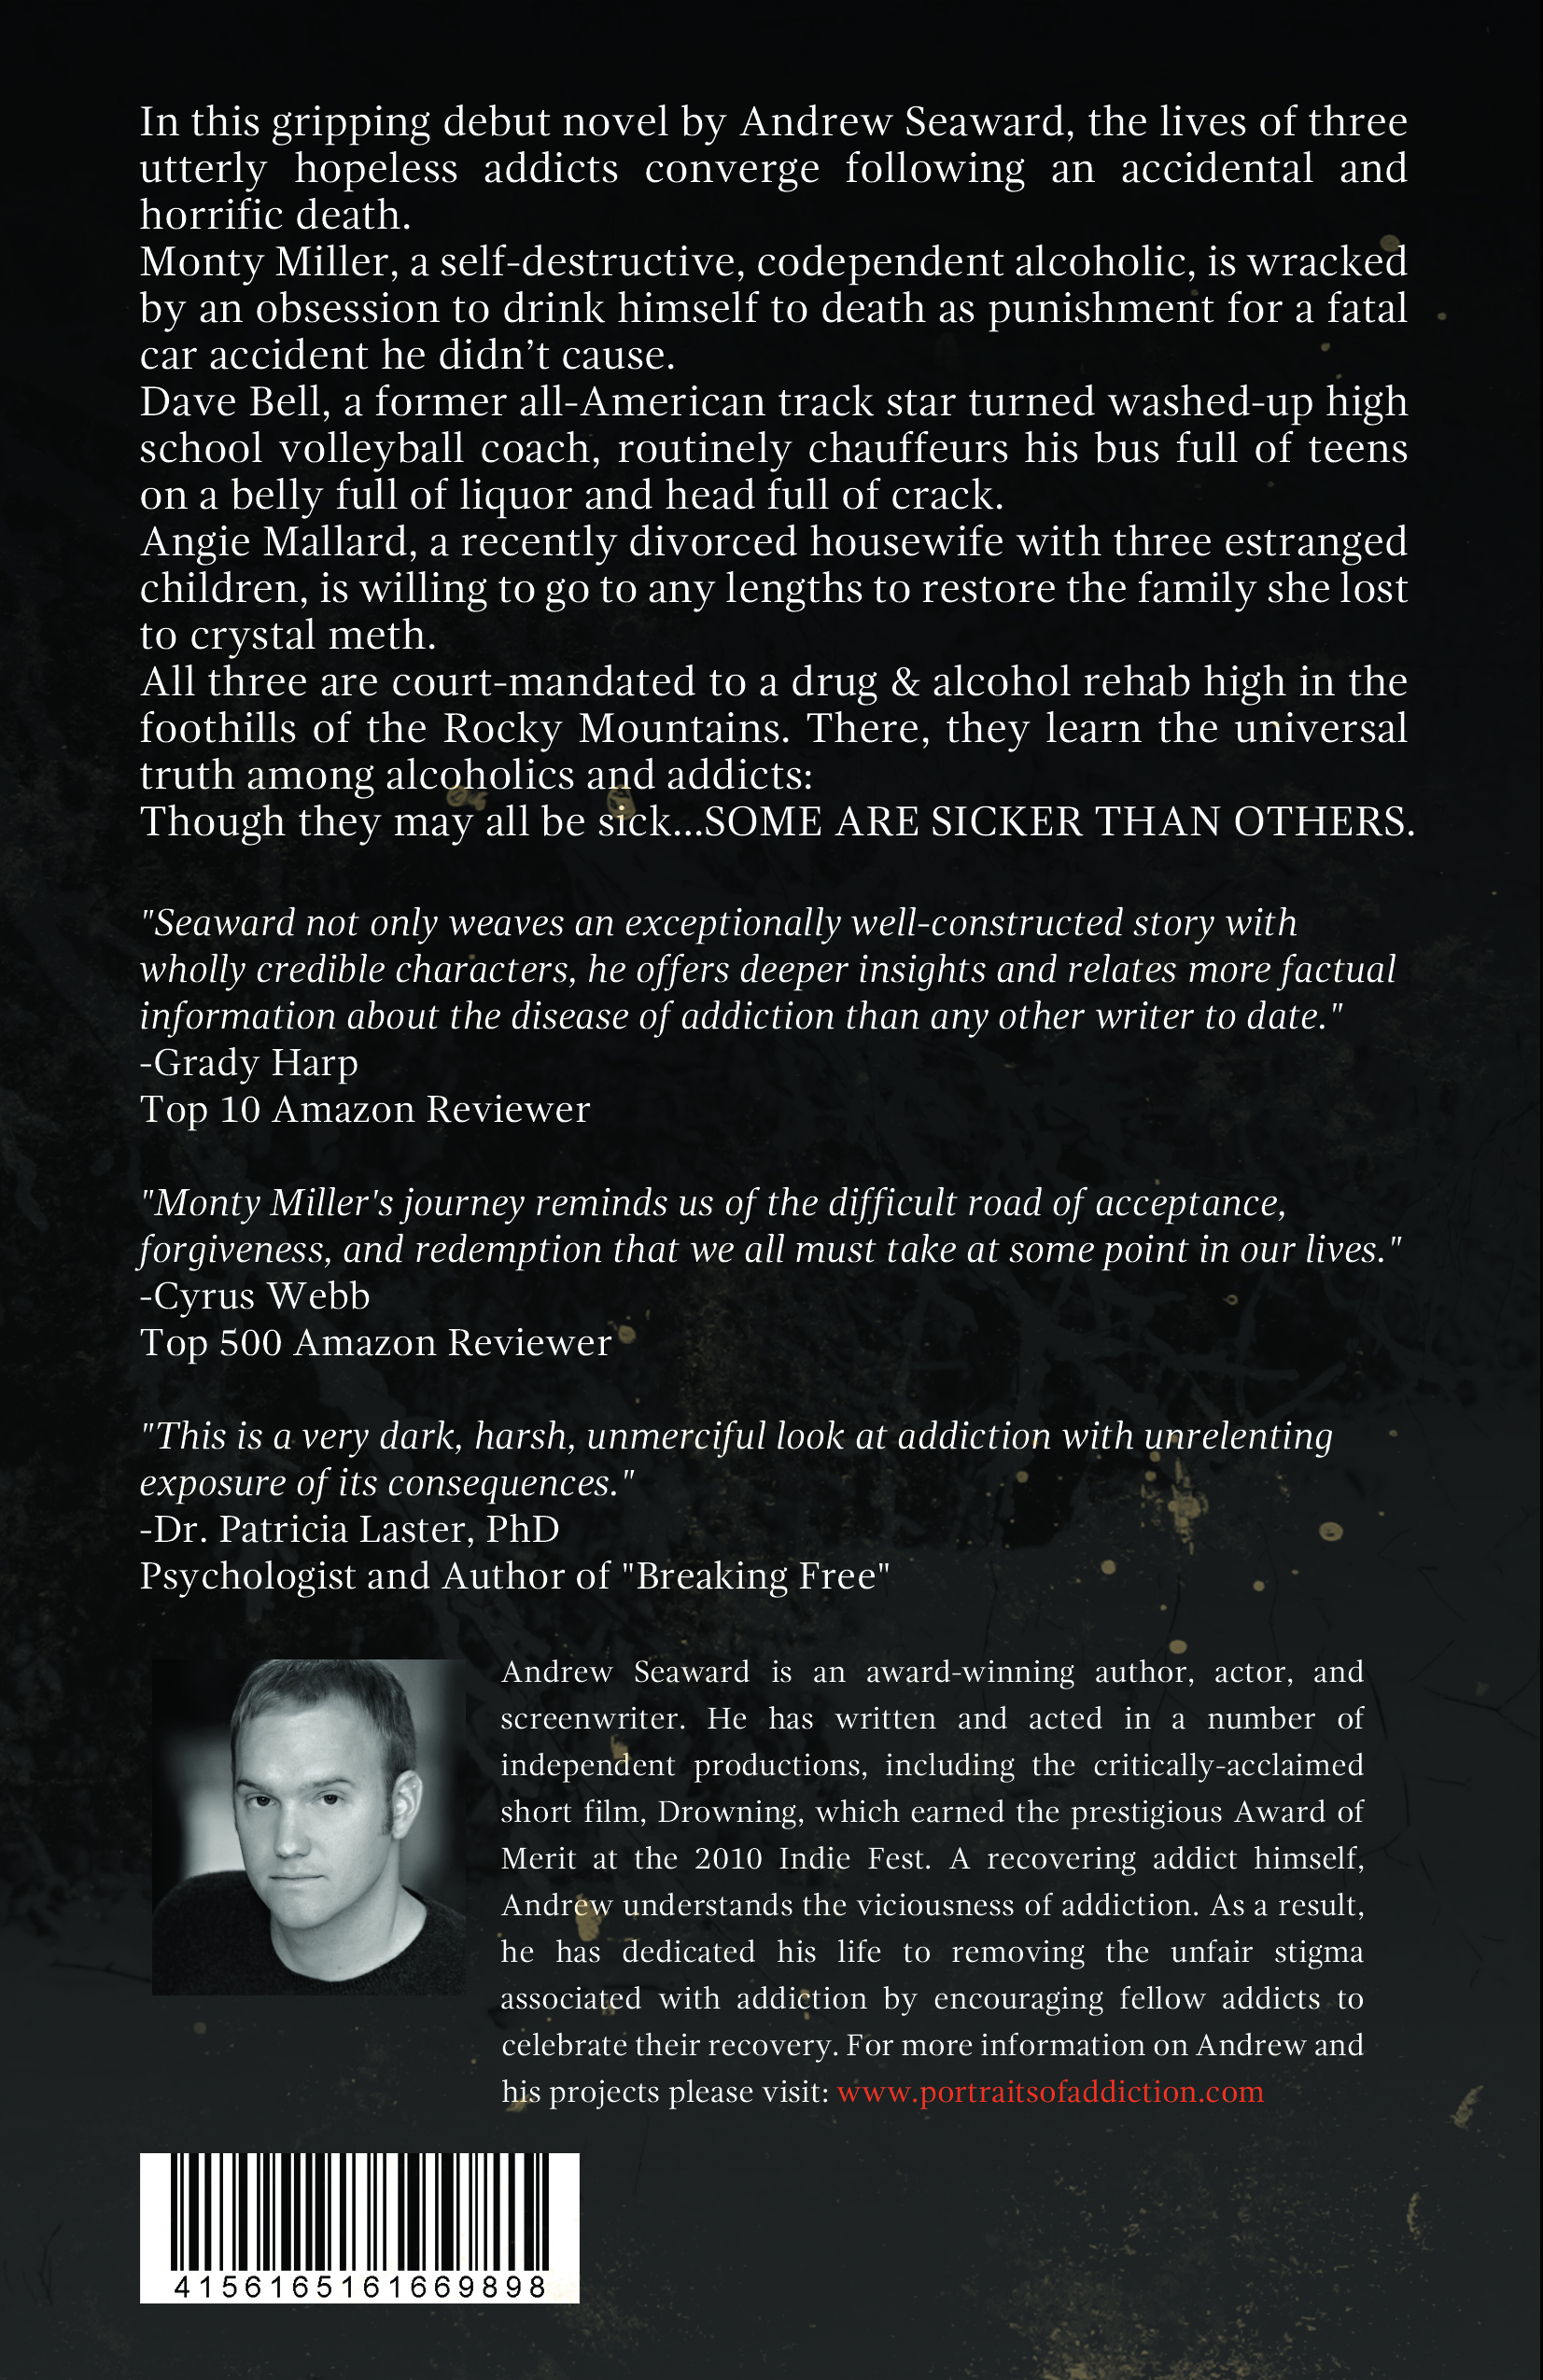 In this gripping debut novel by Andrew Seaward, the lives of three
utterly hopeless addicts converge following an accidental and
horrific death.
Monty Miller, a self-destructive, codependent alcoholic, is wracked
by an obsession to drink himself to death as punishment for a fatal
car accident he didn’t cause.
Dave Bell, a former all-American track star turned washed-up high
school volleyball coach, routinely chauffeurs his bus full of teens
on a belly full of liquor and head full of crack.
Angie Mallard, a recently divorced housewife with three estranged
children, is willing to go to any lengths to restore the family she lost
to crystal meth.
All three are court-mandated to a drug & alcohol rehab high in the
foothills of the Rocky Mountains. There, they learn the universal
truth among alcoholics and addicts:
Though they may all be sick...SOME ARE SICKER THAN OTHERS.
"Seaward not only weaves an exceptionally well-constructed story with
wholly credible characters, he offers deeper insights and relates more factual
information about the disease of addiction than any other writer to date."
-Grady Harp
Top 10 Amazon Reviewer
"Monty Miller's journey reminds us of the difficult road of acceptance,
forgiveness, and redemption that we all must take at some point in our lives."
-Cyrus Webb
Top 500 Amazon Reviewer
"This is a very dark, harsh, unmerciful look at addiction with unrelenting
exposure of its consequences."
-Dr. Patricia Laster, PhD
Psychologist and Author of "Breaking Free"
Andrew Seaward is an award-winning author, actor, and
screenwriter. He has written and acted in a number of
independent productions, including the critically-acclaimed
short film, Drowning, which earned the prestigious Award of
Merit at the 2010 Indie Fest. A recovering addict himself,
Andrew understands the viciousness of addiction. As a result,
he has dedicated his life to removing the unfair stigma
associated with addiction by encouraging fellow addicts to
celebrate their recovery. For more information on Andrew and
his projects please visit: www.portraitsofaddiction.com
4156165161669898